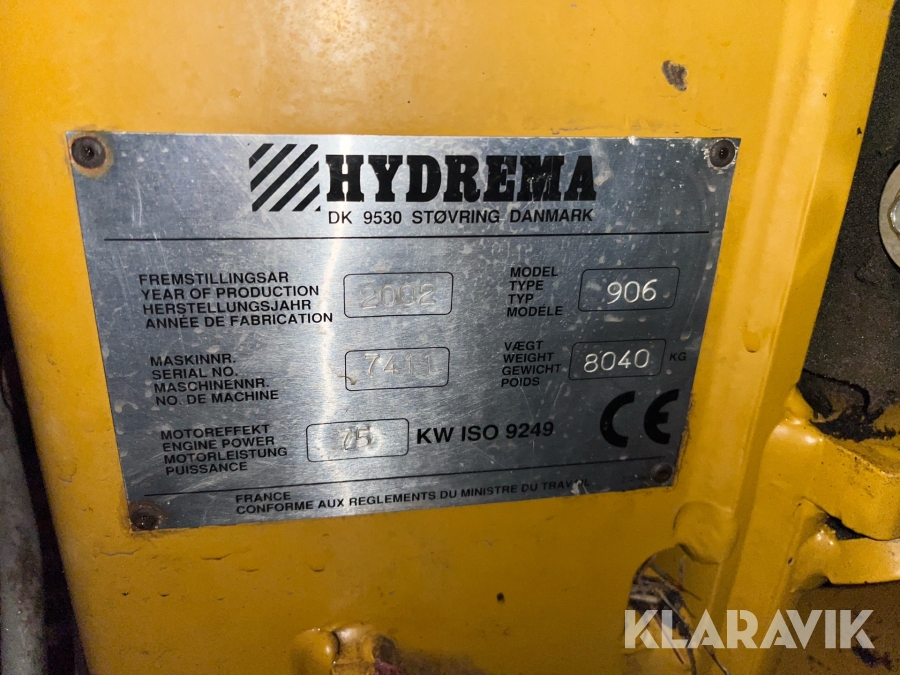 HYDREMA
DK 9530 STØVRING DANMARK
FREMSTILLINGSAR
YEAR OF PRODUCTION
HERSTELLUNGSJAHR
ANNÉE DE FABRICATION
2002
MODEL
TYPE
TYP
MODELE
906
MASKINNR.
SERIAL NO.
MASCHINENNR.
NO. DE MACHINE
7411
VÆGT
WEIGHT
GEWICHT
POIDS
8040 KG
MOTOREFFEKT
ENGINE POWER
MOTORLEISTUNG
PUISSANCE
75 KW ISO 9249
CE
FRANCE
CONFORME AUX REGLEMENTS DU MINISTRE DU TRAVAIL
KLARAVIK